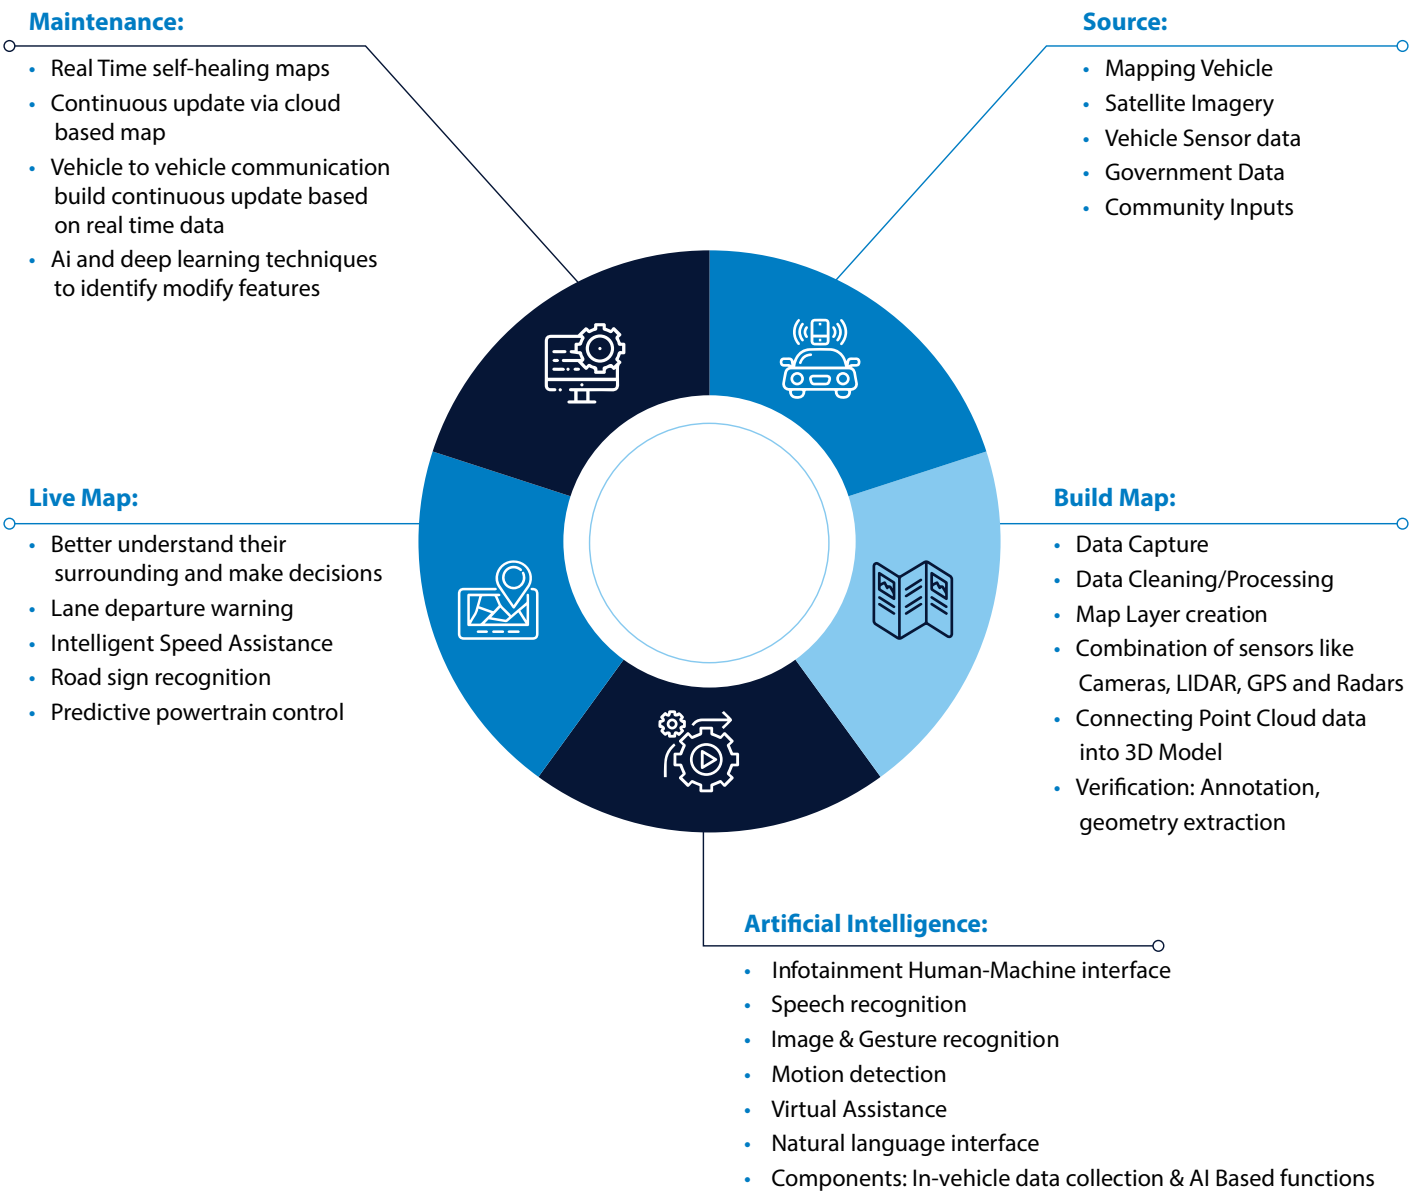 Maintenance:
• Real Time self-healing maps
• Continuous update via cloud
based map
• Vehicle to vehicle communication
build continuous update based
on real time data
• Ai and deep learning techniques
to identify modify features
Source:
• Mapping Vehicle
• Satellite Imagery
• Vehicle Sensor data
• Government Data
• Community Inputs
Live Map:
• Better understand their
surrounding and make decisions
• Lane departure warning
• Intelligent Speed Assistance
• Road sign recognition
• Predictive powertrain control
Build Map:
• Data Capture
• Data Cleaning/Processing
• Map Layer creation
• Combination of sensors like
Cameras, LIDAR, GPS and Radars
• Connecting Point Cloud data
into 3D Model
• Verification: Annotation,
geometry extraction
Artificial Intelligence:
• Infotainment Human-Machine interface
• Speech recognition
• Image & Gesture recognition
• Motion detection
• Virtual Assistance
• Natural language interface
• Components: In-vehicle data collection & AI Based functions